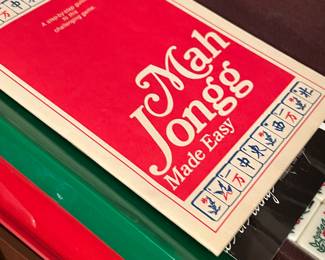 A step-by-step guide
to this
challenging game.
Mah
Jongg
Made Easy